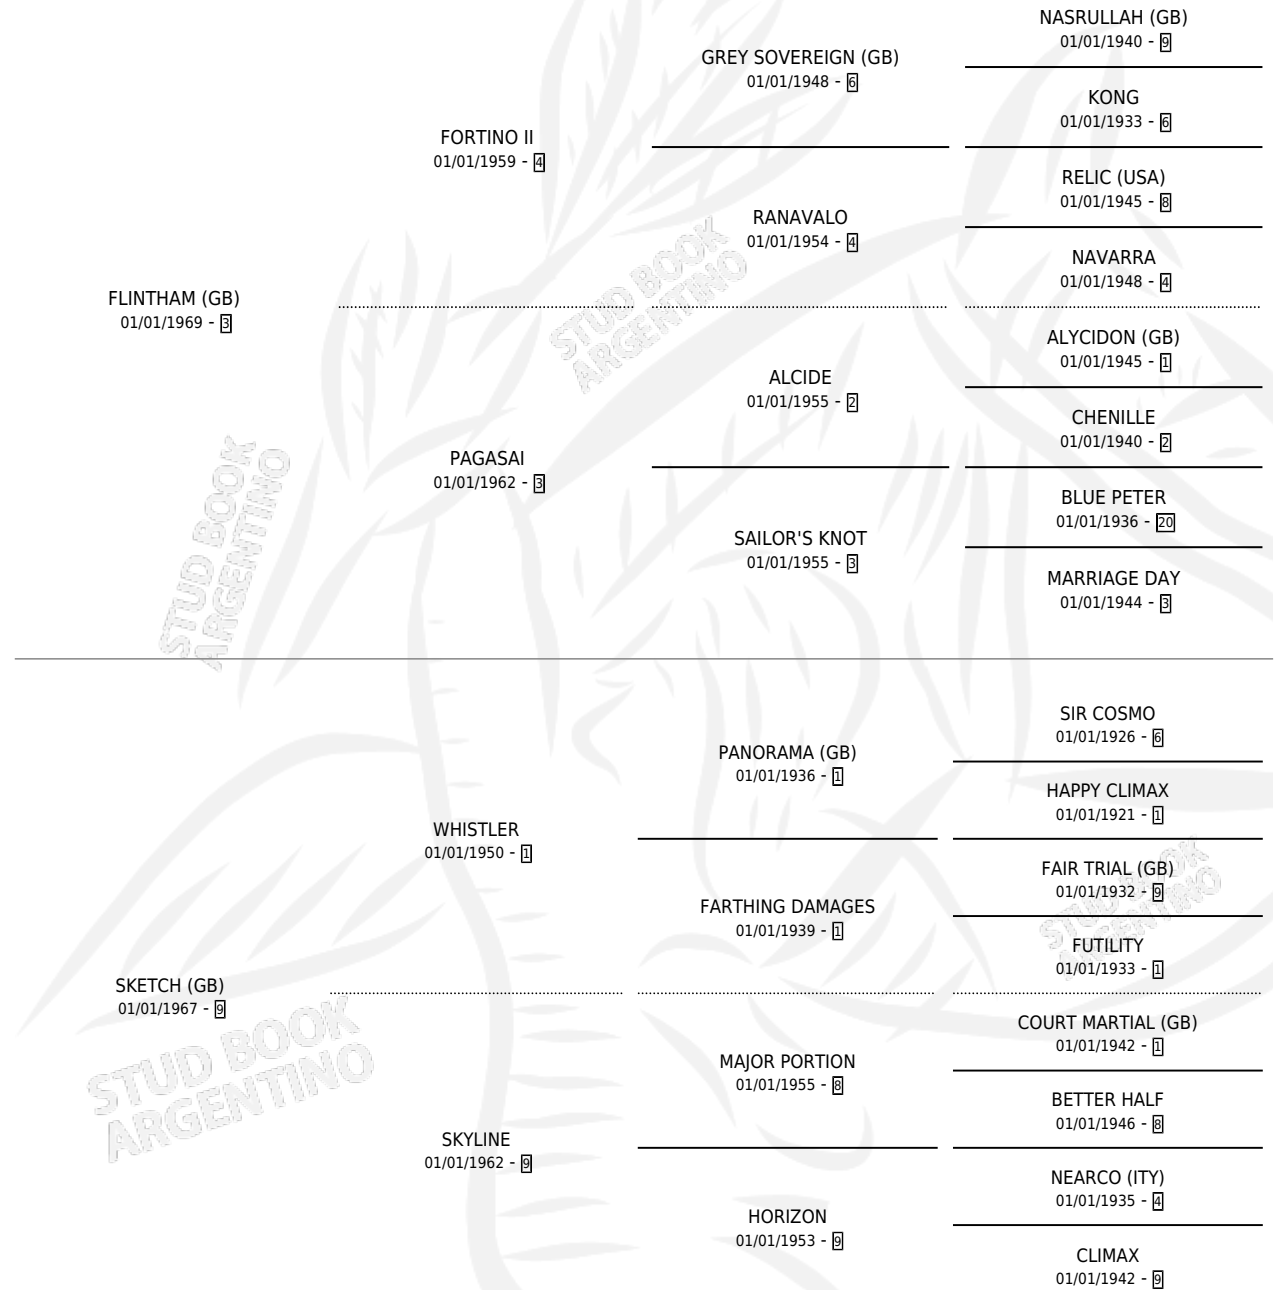 NASRULLAH (GB)
01/01/1940 - 9
GREY SOVEREIGN (GB)
01/01/1948 - 6
KONG
01/01/1933 - 6
FORTINO II
01/01/1959 - 4
RELIC (USA)
01/01/1945 - 8
RANAVALO
01/01/1954 - 4
NAVARRA
01/01/1948 - 4
FLINTHAM (GB)
01/01/1969 - 3
ALYCIDON (GB)
01/01/1945 - 1
ALCIDE
01/01/1955 - 2
CHENILLE
01/01/1940 - 2
PAGASAI
01/01/1962 - 3
BLUE PETER
01/01/1936 - 20
SAILOR'S KNOT
01/01/1955 - 3
MARRIAGE DAY
01/01/1944 - 3
SIR COSMO
01/01/1926 - 6
PANORAMA (GB)
01/01/1936 - 1
HAPPY CLIMAX
01/01/1921 - 1
WHISTLER
01/01/1950 - 1
FAIR TRIAL (GB)
01/01/1932 - 9
FARTHING DAMAGES
01/01/1939 - 1
FUTILITY
01/01/1933 - 1
SKETCH (GB)
01/01/1967 - 9
COURT MARTIAL (GB)
01/01/1942 - 1
MAJOR PORTION
01/01/1955 - 8
BETTER HALF
01/01/1946 - 8
SKYLINE
01/01/1962 - 9
NEARCO (ITY)
01/01/1935 - 4
HORIZON
01/01/1953 - 9
CLIMAX
01/01/1942 - 9
STUD BOOK
ARGENTINO
STUD BOOK
ARGENTINO
STUD BOOK
ARGENTINO
STUD BOOK
ARGENTINO